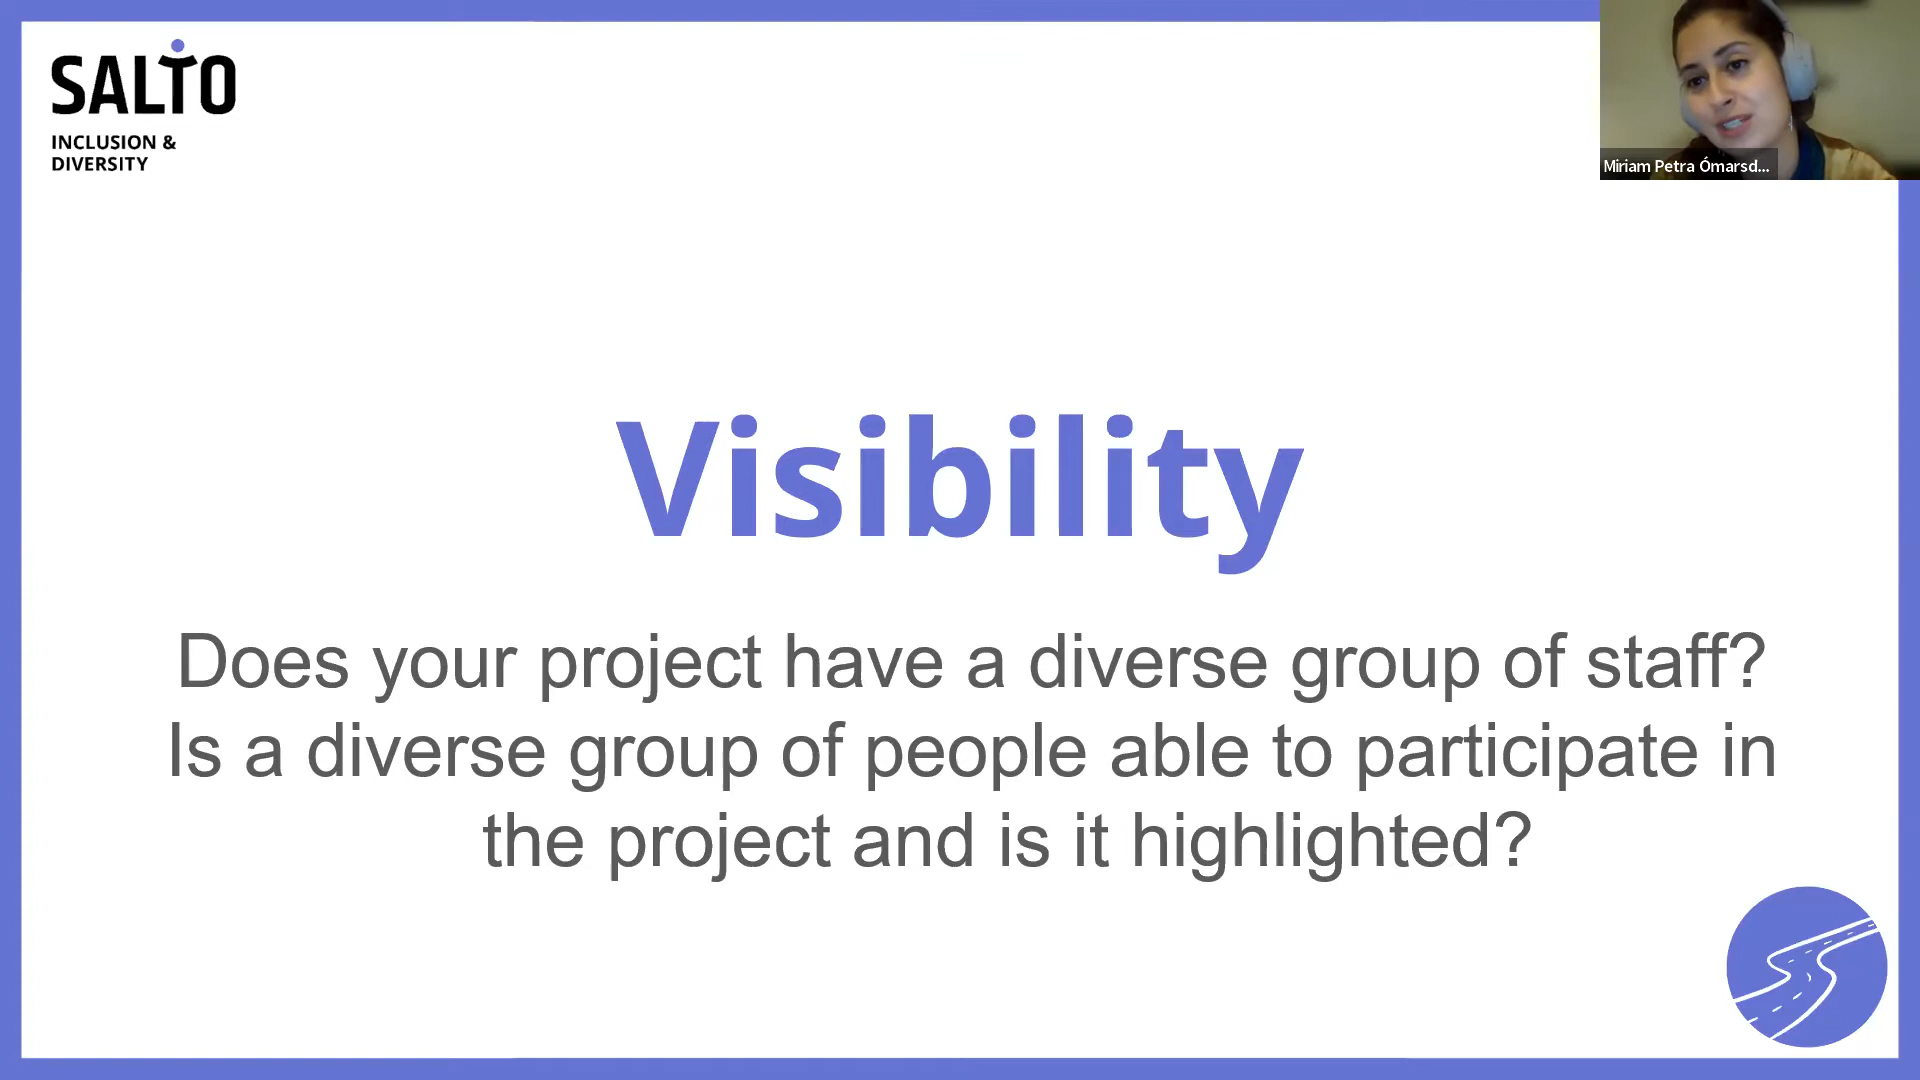 SALTO
INCLUSION &
DIVERSITY
Miriam Petra Ómarsd...
Visibility
Does your project have a diverse group of staff?
Is a diverse group of people able to participate in
the project and is it highlighted?